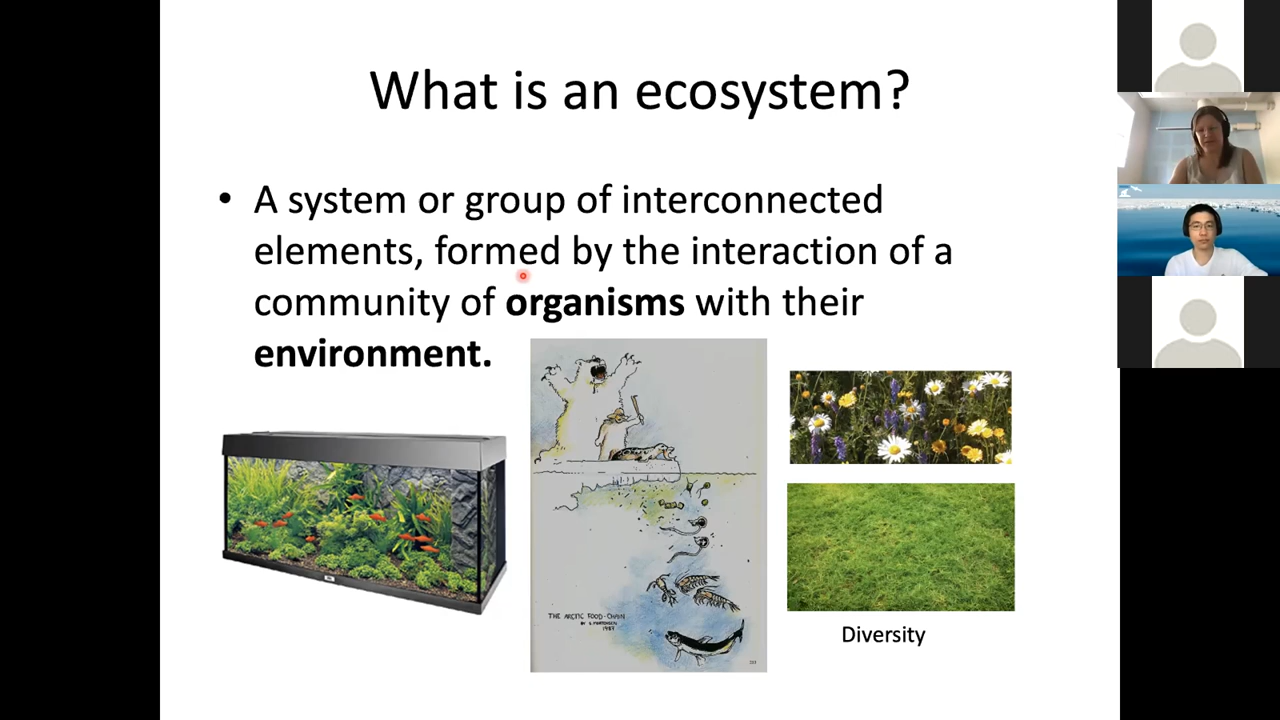 What is an ecosystem?
• A system or group of interconnected
elements, formed by the interaction of a
community of organisms with their
environment.
THE ARCTIC FOOD-CHAIN
1987
Diversity